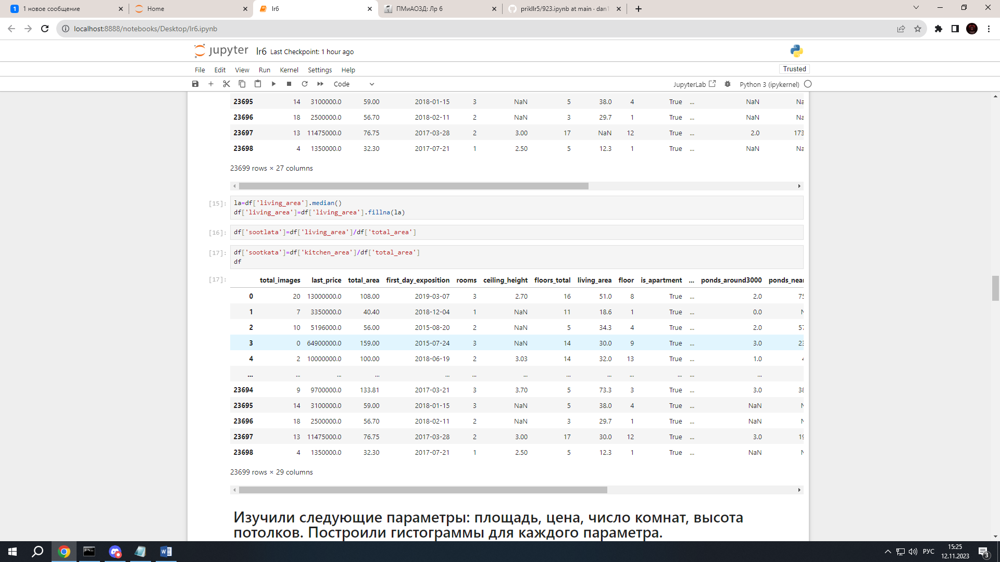 1 новое сообщение
Home
lr6
ПМиАОЗД: Лр 6
prikllr5/923.ipynb at main · dan1
localhost:8888/notebooks/Desktop/lr6.ipynb
jupyter lr6 Last Checkpoint: 1 hour ago
File Edit View Run Kernel Settings Help
Trusted
Code
JupyterLab
Python 3 (ipykernel)
23695 14 3100000.0 59.00 2018-01-15 3 NaN 5 38.0 4 True ... NaN Na
23696 18 2500000.0 56.70 2018-02-11 2 NaN 3 29.7 1 True ... NaN Na
23697 13 11475000.0 76.75 2017-03-28 2 3.00 17 NaN 12 True ... 2.0 173
23698 4 1350000.0 32.30 2017-07-21 1 2.50 5 12.3 1 True ... NaN Na
23699 rows × 27 columns
[15]: la=df['living_area'].median()
df['living_area']=df['living_area'].fillna(la)
[16]: df['sootlata']=df['living_area']/df['total_area']
[17]: df['sootkata']=df['kitchen_area']/df['total_area']
df
[17]: total_images last_price total_area first_day_exposition rooms ceiling_height floors_total living_area floor is_apartment ... ponds_around3000 ponds_near
0 20 13000000.0 108.00 2019-03-07 3 2.70 16 51.0 8 True ... 2.0 75
1 7 3350000.0 40.40 2018-12-04 1 NaN 11 18.6 1 True ... 0.0 N
2 10 5196000.0 56.00 2015-08-20 2 NaN 5 34.3 4 True ... 2.0 57
3 0 64900000.0 159.00 2015-07-24 3 NaN 14 30.0 9 True ... 3.0 23
4 2 10000000.0 100.00 2018-06-19 2 3.03 14 32.0 13 True ... 1.0 4
... ... ... ... ... ... ... ... ... ... ... ... ...
23694 9 9700000.0 133.81 2017-03-21 3 3.70 5 73.3 3 True ... 3.0 38
23695 14 3100000.0 59.00 2018-01-15 3 NaN 5 38.0 4 True ... NaN N
23696 18 2500000.0 56.70 2018-02-11 2 NaN 3 29.7 1 True ... NaN N
23697 13 11475000.0 76.75 2017-03-28 2 3.00 17 30.0 12 True ... 3.0 19
23698 4 1350000.0 32.30 2017-07-21 1 2.50 5 12.3 1 True ... NaN N
23699 rows × 29 columns
Изучили следующие параметры: площадь, цена, число комнат, высота
потолков. Построили гистограммы для каждого параметра.
РУС
15:25
12.11.2023
3